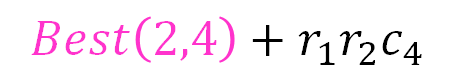 Best(2,4) + r₁r₂c₄